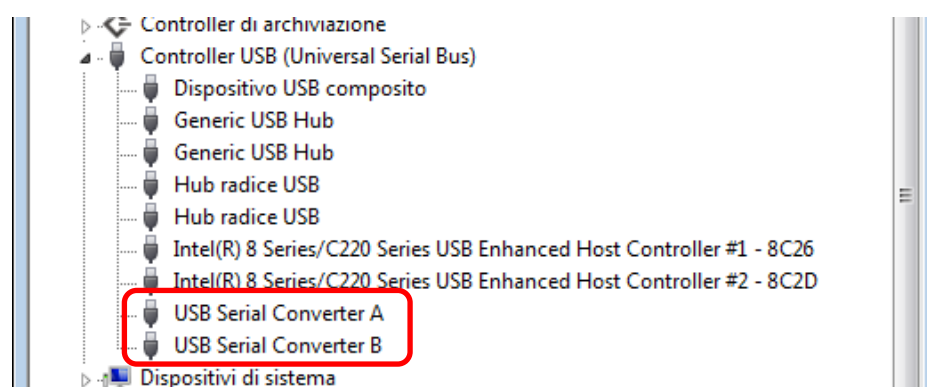 Controller di archiviazione
Controller USB (Universal Serial Bus)
Dispositivo USB composito
Generic USB Hub
Generic USB Hub
Hub radice USB
Hub radice USB
Intel(R) 8 Series/C220 Series USB Enhanced Host Controller #1 - 8C26
Intel(R) 8 Series/C220 Series USB Enhanced Host Controller #2 - 8C2D
USB Serial Converter A
USB Serial Converter B
Dispositivi di sistema